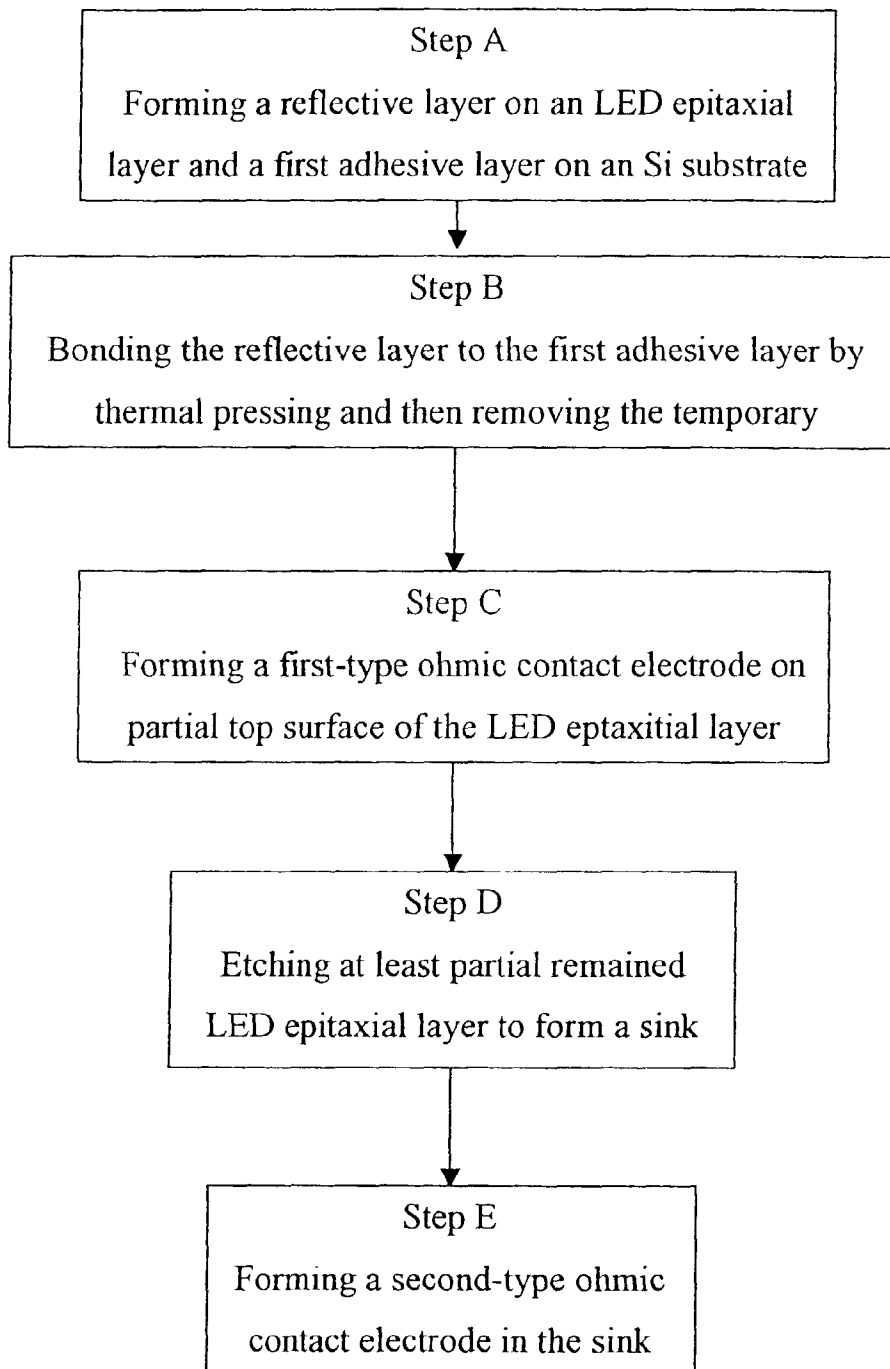 Step A
Forming a reflective layer on an LED epitaxial
layer and a first adhesive layer on an Si substrate
Step B
Bonding the reflective layer to the first adhesive layer by
thermal pressing and then removing the temporary
Step C
Forming a first-type ohmic contact electrode on
partial top surface of the LED eptaxitial layer
Step D
Etching at least partial remained
LED epitaxial layer to form a sink
Step E
Forming a second-type ohmic
contact electrode in the sink